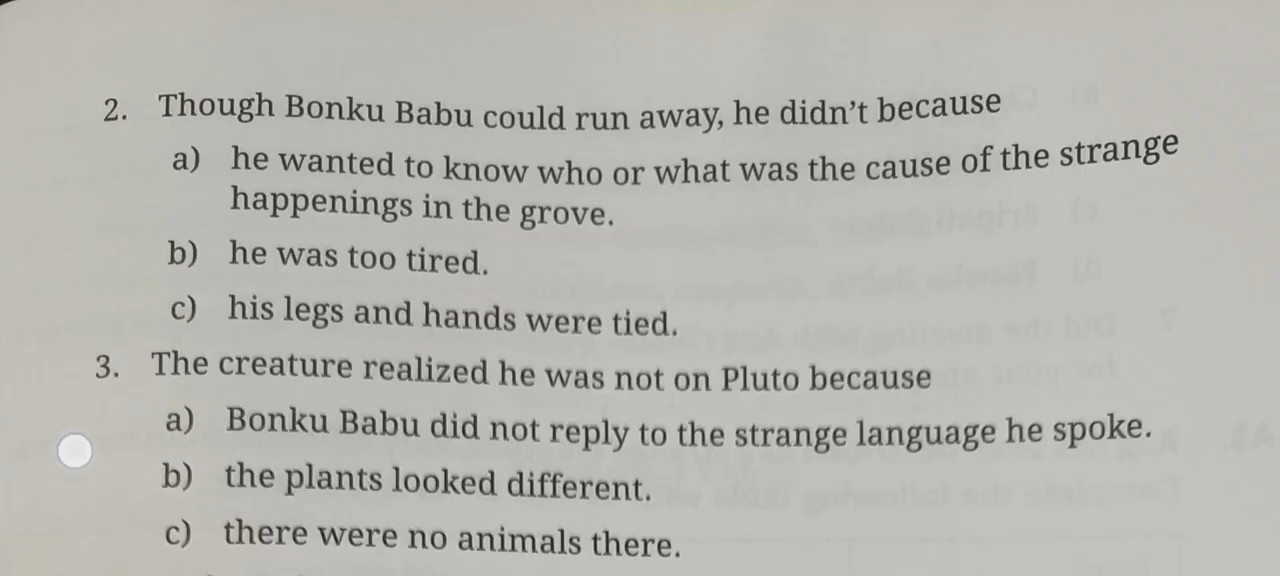 2. Though Bonku Babu could run away, he didn't because
a) he wanted to know who or what was the cause of the strange
happenings in the grove.
b) he was too tired.
c) his legs and hands were tied.
3. The creature realized he was not on Pluto because
a) Bonku Babu did not reply to the strange language he spoke.
b) the plants looked different.
c) there were no animals there.